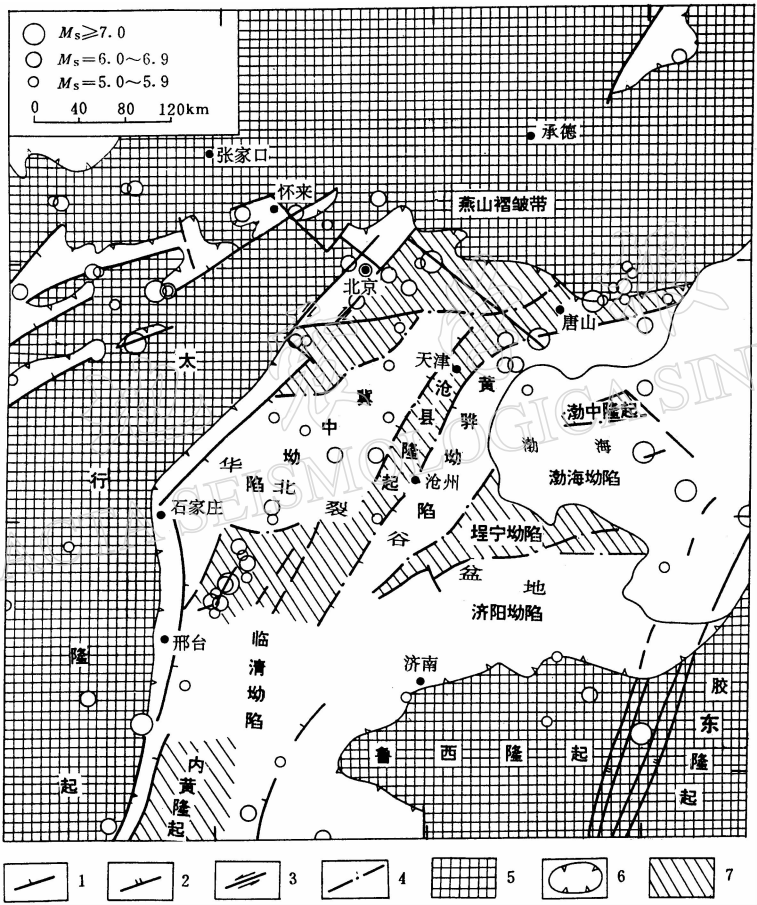 Ms≥7.0
Ms=6.0～6.9
Ms=5.0～5.9
0 40 80 120km
承德
张家口
怀来
燕山褶皱带
北京
唐山
天津
太行隆起
冀中坳陷
沧县隆起
黄骅坳陷
渤中隆起
渤海
渤海坳陷
沧州
华北裂谷盆地
石家庄
埕宁坳陷
济阳坳陷
邢台
临清坳陷
济南
内黄隆起
鲁西隆起
胶东隆起
ACTA SEISMOLOGICA SIN
1 2 3 4 5 6 7